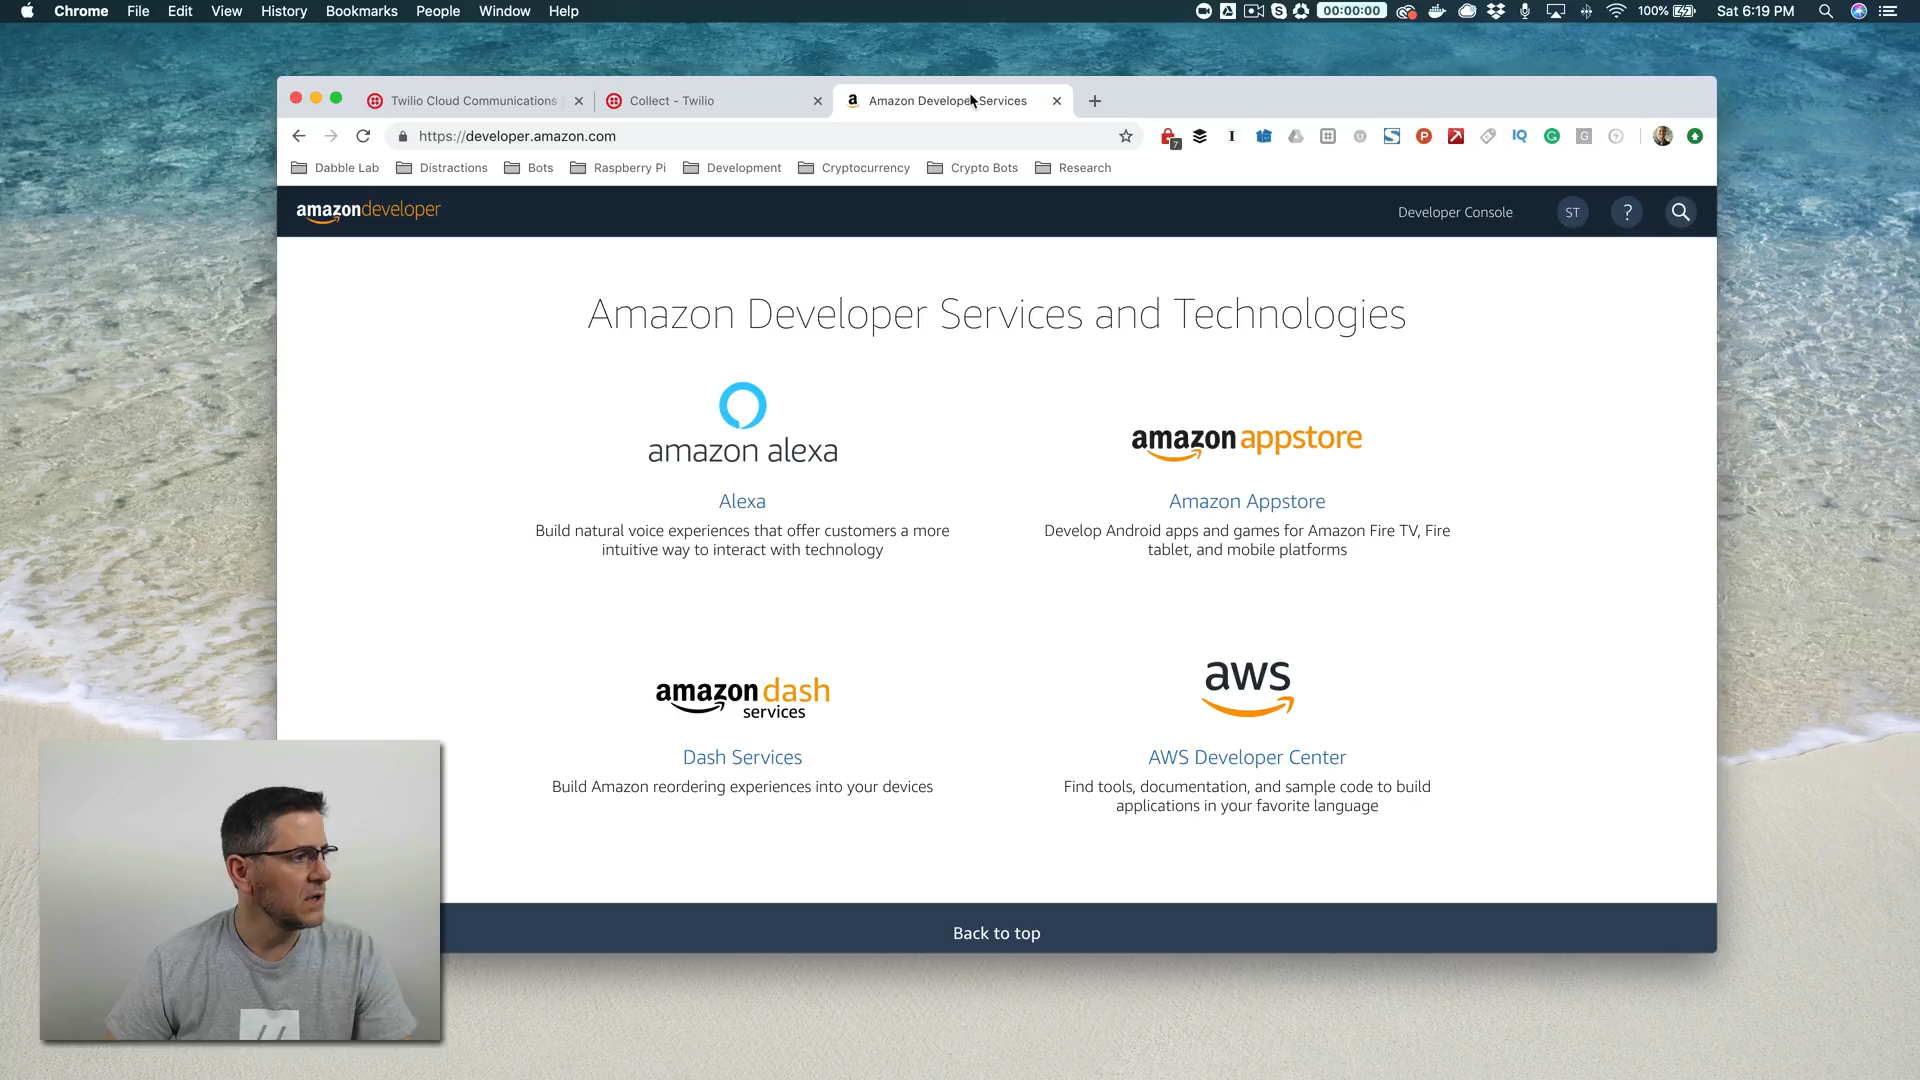 Chrome File Edit View History Bookmarks People Window Help 00:00:00 100% Sat 6:19 PM
Twilio Cloud Communications Collect - Twilio Amazon Developer Services
https://developer.amazon.com
Dabble Lab Distractions Bots Raspberry Pi Development Cryptocurrency Crypto Bots Research
amazondeveloper Developer Console ST ?
Amazon Developer Services and Technologies
amazon alexa
Alexa
Build natural voice experiences that offer customers a more
intuitive way to interact with technology
amazon appstore
Amazon Appstore
Develop Android apps and games for Amazon Fire TV, Fire
tablet, and mobile platforms
amazon dash
services
Dash Services
Build Amazon reordering experiences into your devices
aws
AWS Developer Center
Find tools, documentation, and sample code to build
applications in your favorite language
Back to top